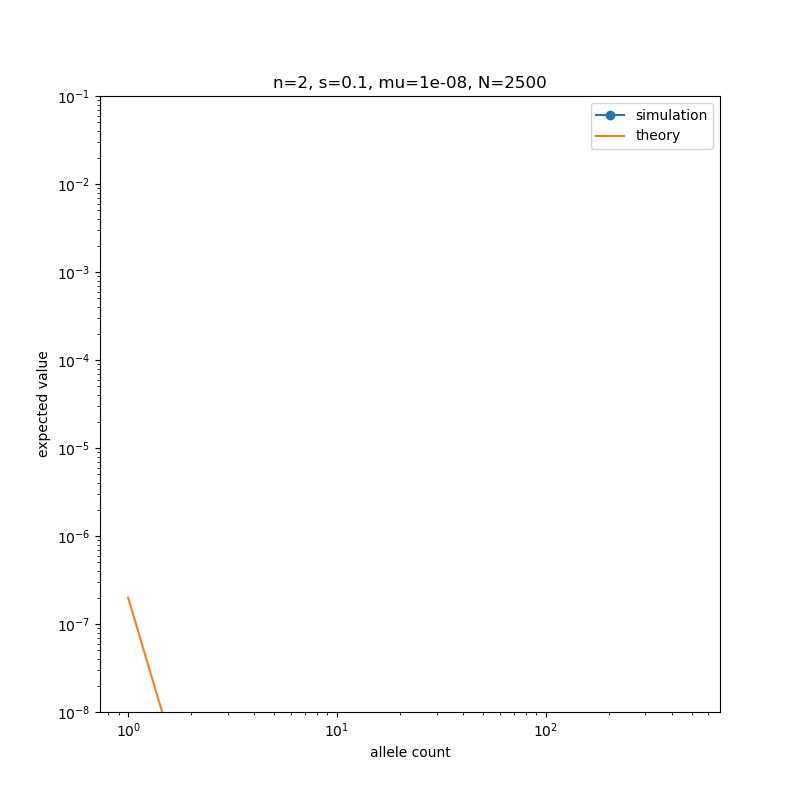 n=2, s=0.1, mu=1e-08, N=2500
simulation
theory
10⁻¹
10⁻²
10⁻³
10⁻⁴
10⁻⁵
10⁻⁶
10⁻⁷
10⁻⁸
expected value
10⁰
10¹
10²
allele count